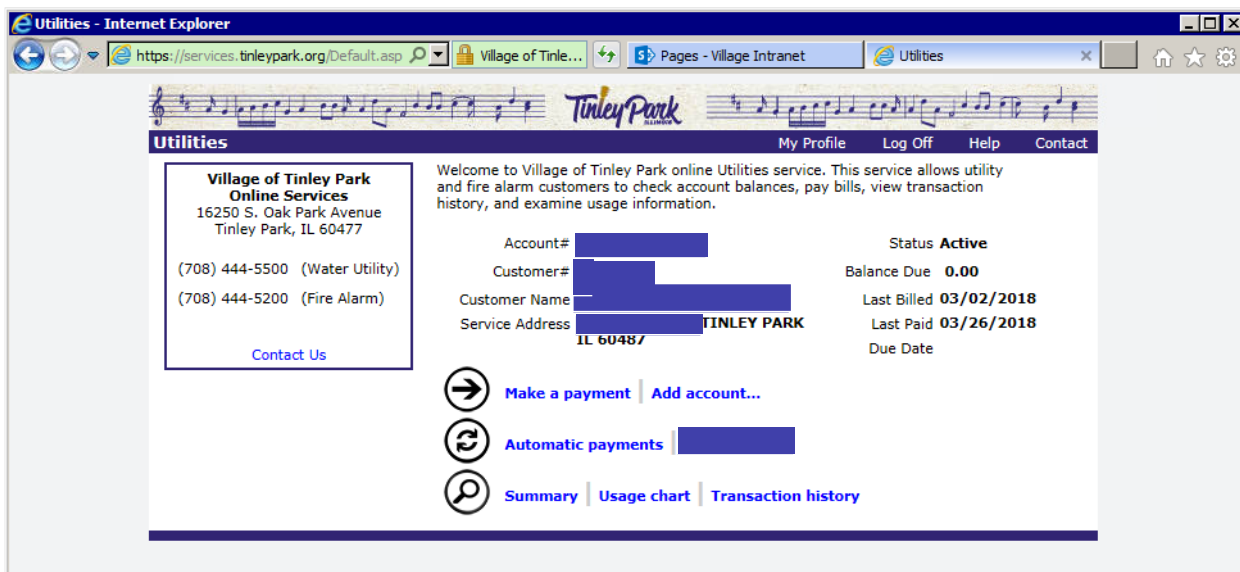 Utilities - Internet Explorer
https://services.tinleypark.org/Default.asp Village of Tinle... Pages - Village Intranet Utilities
Tinley Park
ILLINOIS
Utilities My Profile Log Off Help Contact
Village of Tinley Park
Online Services
16250 S. Oak Park Avenue
Tinley Park, IL 60477
(708) 444-5500 (Water Utility)
(708) 444-5200 (Fire Alarm)
Contact Us
Welcome to Village of Tinley Park online Utilities service. This service allows utility
and fire alarm customers to check account balances, pay bills, view transaction
history, and examine usage information.
Account# Status Active
Customer# Balance Due 0.00
Customer Name Last Billed 03/02/2018
Service Address TINLEY PARK Last Paid 03/26/2018
IL 60487
Due Date
Make a payment Add account...
Automatic payments
Summary Usage chart Transaction history